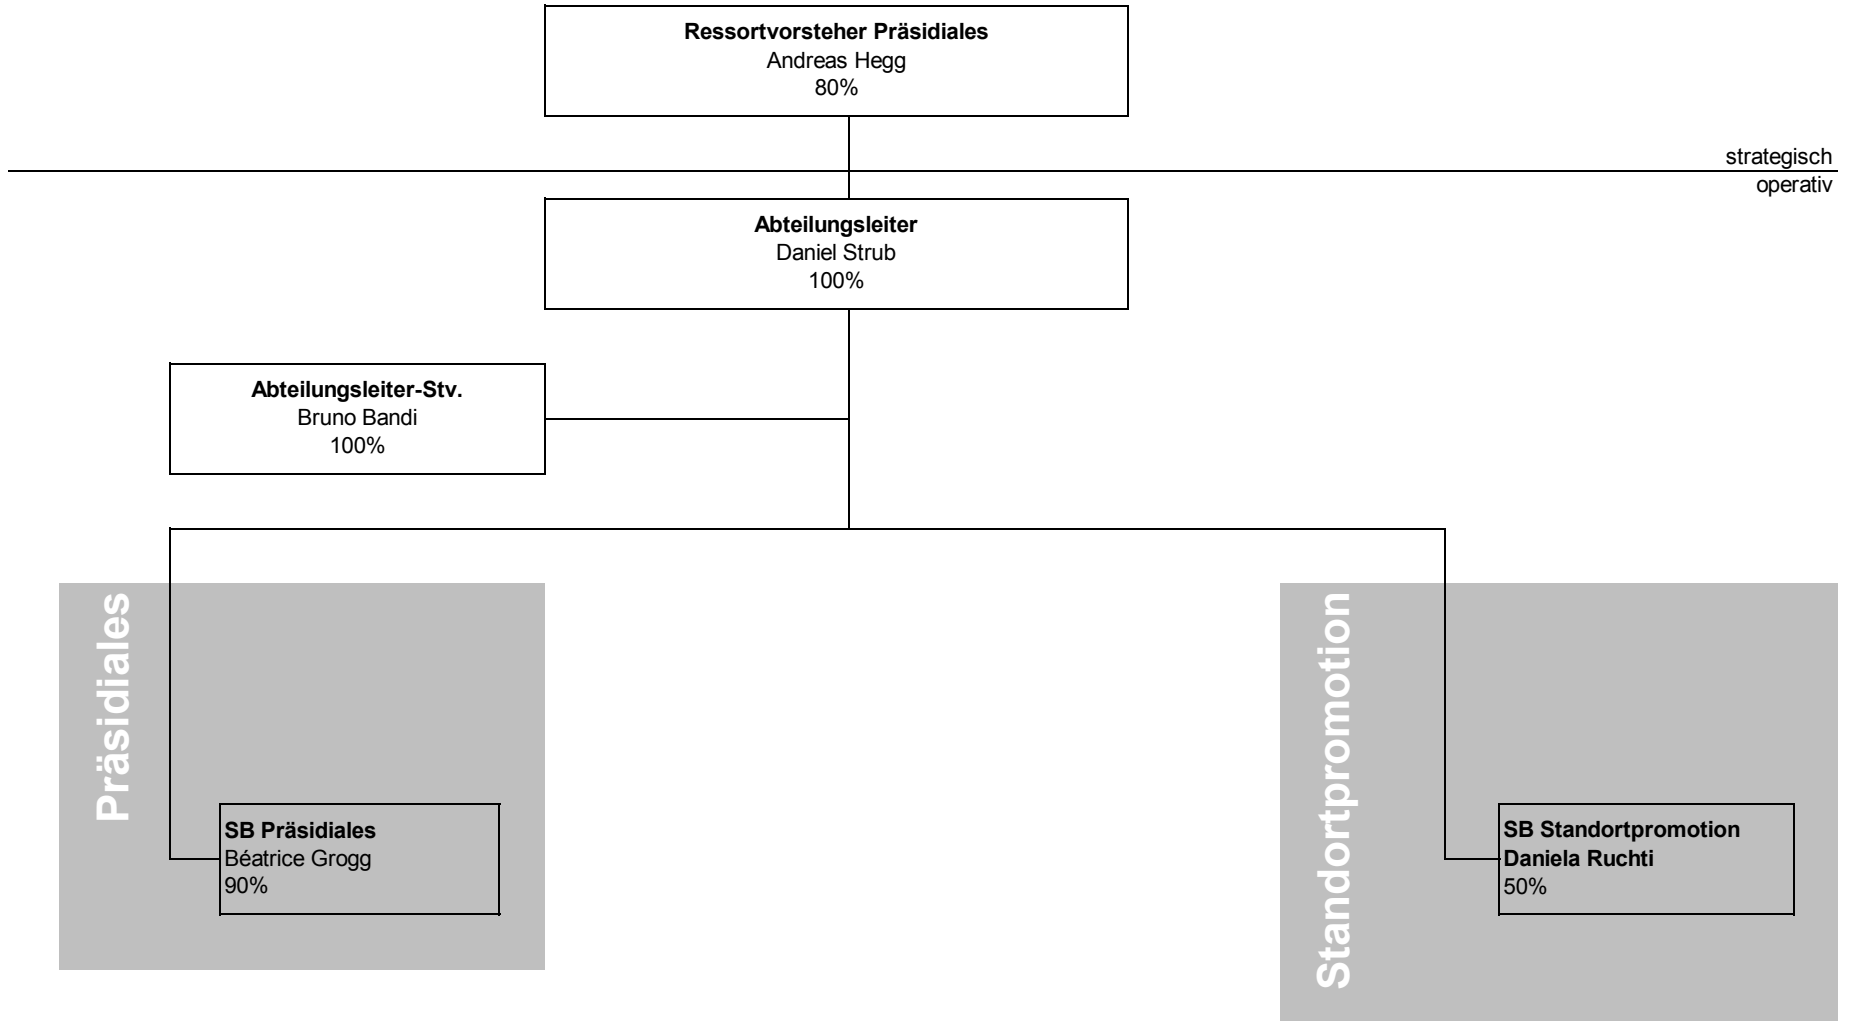 Ressortvorsteher Präsidiales
Andreas Hegg
80%
strategisch
operativ
Abteilungsleiter
Daniel Strub
100%
Abteilungsleiter-Stv.
Bruno Bandi
100%
Präsidiales
SB Präsidiales
Béatrice Grogg
90%
Standortpromotion
SB Standortpromotion
Daniela Ruchti
50%